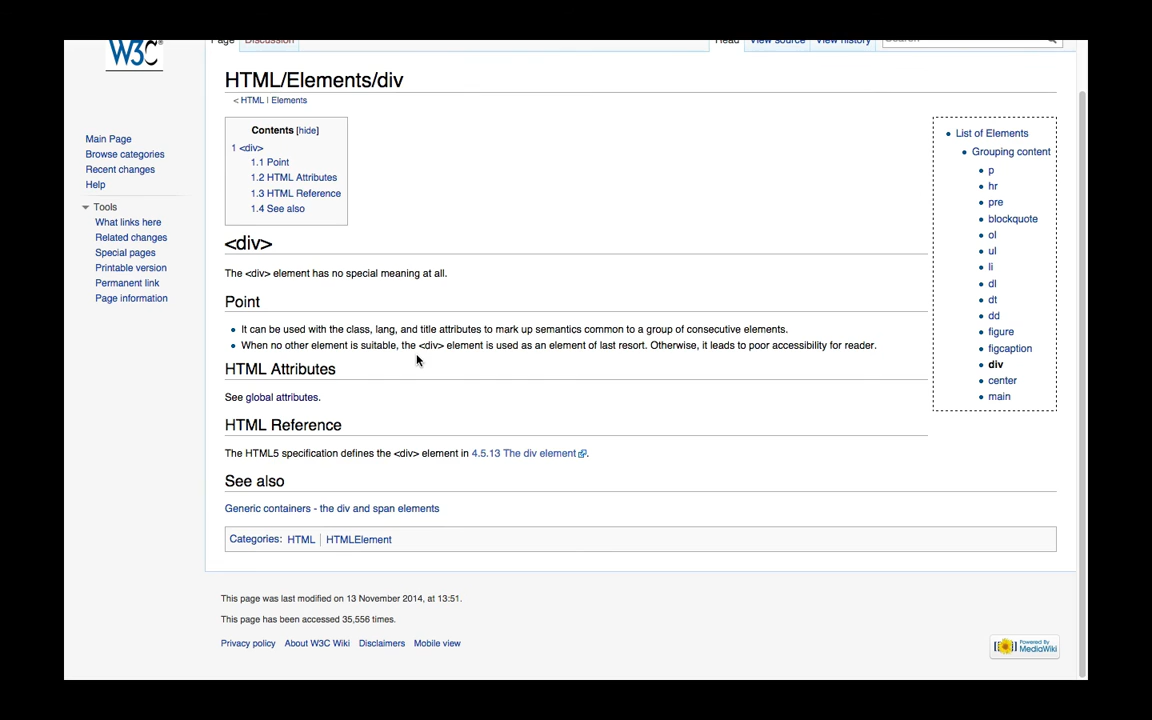 W3C
Page Discussion Read View source View history Search
HTML/Elements/div
< HTML | Elements
Contents [hide]
1 <div>
1.1 Point
1.2 HTML Attributes
1.3 HTML Reference
1.4 See also
Main Page
Browse categories
Recent changes
Help
Tools
What links here
Related changes
Special pages
Printable version
Permanent link
Page information
<div>
The <div> element has no special meaning at all.
Point
It can be used with the class, lang, and title attributes to mark up semantics common to a group of consecutive elements.
When no other element is suitable, the <div> element is used as an element of last resort. Otherwise, it leads to poor accessibility for reader.
HTML Attributes
See global attributes.
HTML Reference
The HTML5 specification defines the <div> element in 4.5.13 The div element.
See also
Generic containers - the div and span elements
Categories: HTML | HTMLElement
List of Elements
Grouping content
p
hr
pre
blockquote
ol
ul
li
dl
dt
dd
figure
figcaption
div
center
main
This page was last modified on 13 November 2014, at 13:51.
This page has been accessed 35,556 times.
Privacy policy About W3C Wiki Disclaimers Mobile view
Powered By
MediaWiki